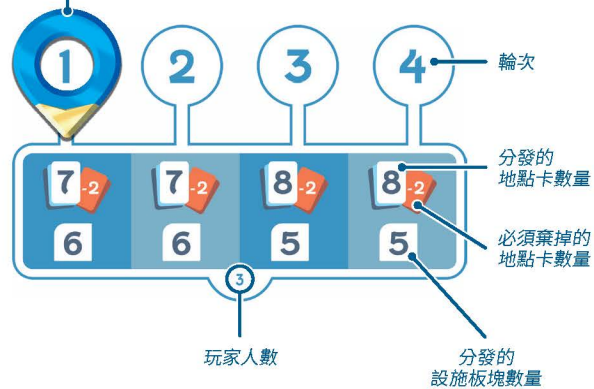 1 2 3 4
輪次
7 -2 7 -2 8 -2 8 -2
分發的
地點卡數量
6 6 5 5
必須棄掉的
地點卡數量
3
玩家人數
分發的
設施板塊數量